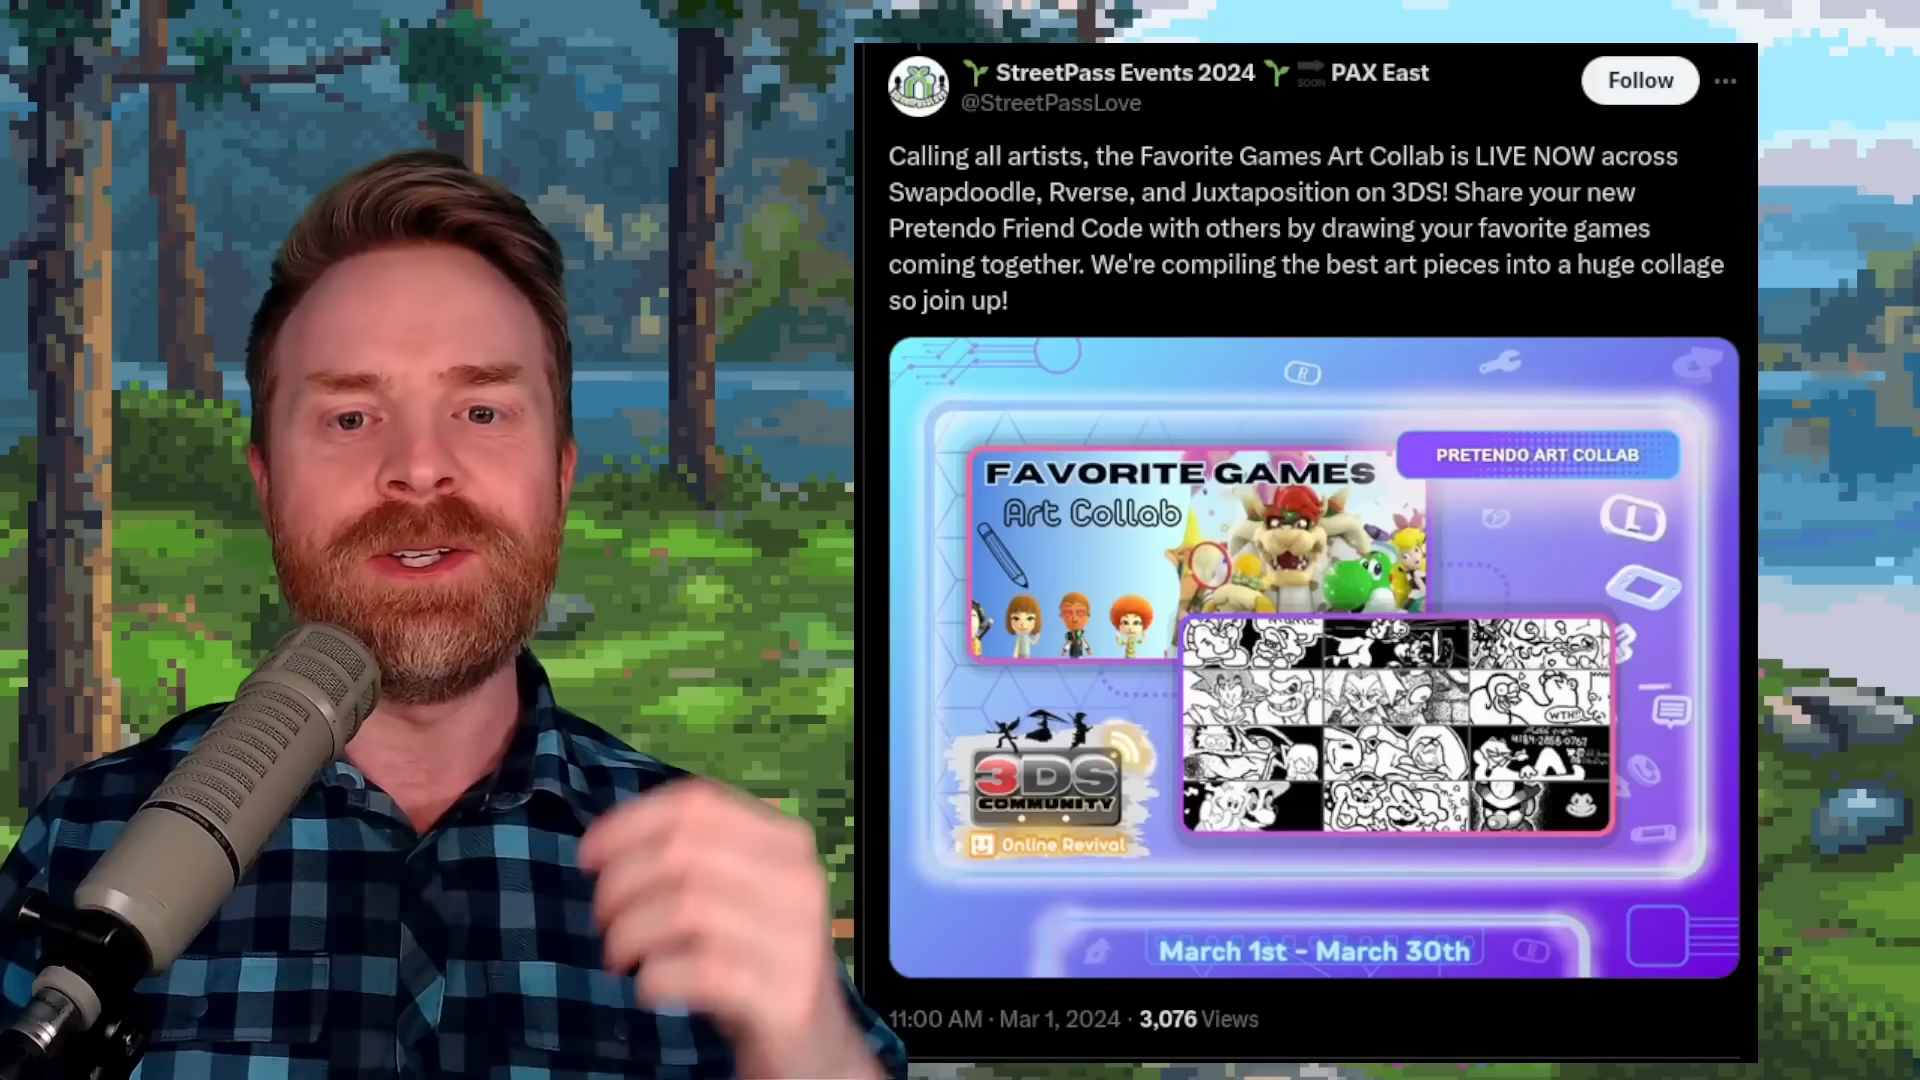 StreetPass Events 2024 SOON PAX East
@StreetPassLove
Follow
Calling all artists, the Favorite Games Art Collab is LIVE NOW across
Swapdoodle, Rverse, and Juxtaposition on 3DS! Share your new
Pretendo Friend Code with others by drawing your favorite games
coming together. We're compiling the best art pieces into a huge collage
so join up!
R
PRETENDO ART COLLAB
FAVORITE GAMES
Art Collab
L
WTH!!
3DS
COMMUNITY
Online Revival
March 1st - March 30th
R
11:00 AM · Mar 1, 2024 · 3,076 Views